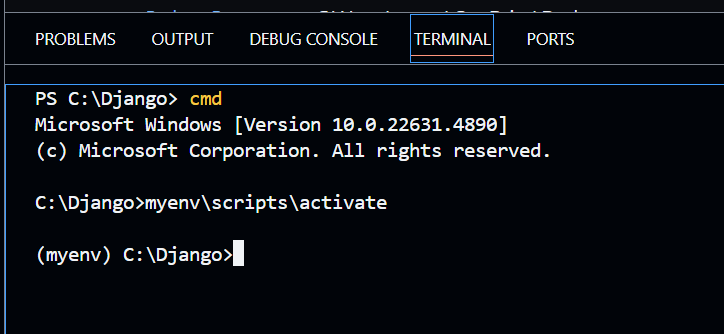 PROBLEMS OUTPUT DEBUG CONSOLE TERMINAL PORTS
PS C:\Django> cmd
Microsoft Windows [Version 10.0.22631.4890]
(c) Microsoft Corporation. All rights reserved.
C:\Django>myenv\scripts\activate
(myenv) C:\Django>